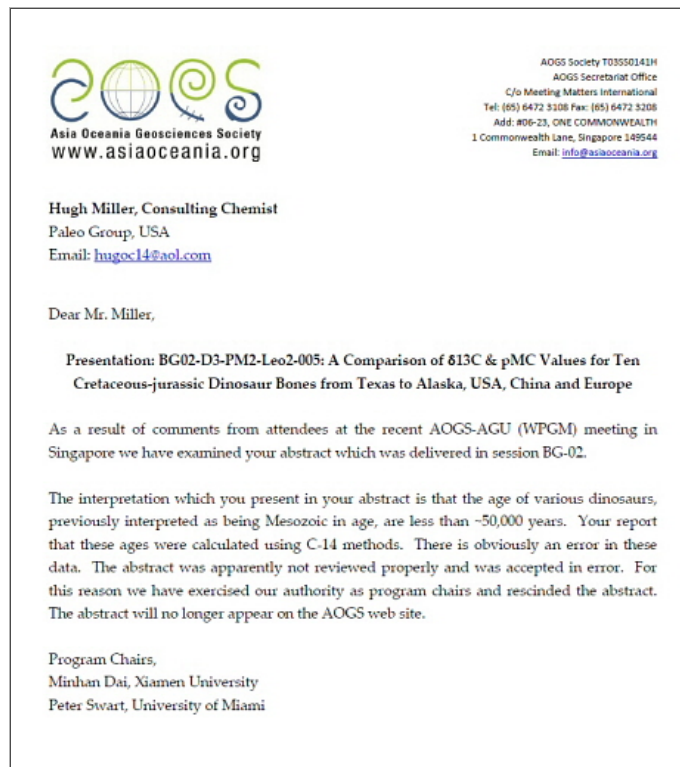 AOGS
Asia Oceania Geosciences Society
www.asiaoceania.org
AOGS Society T03SS0141H
AOGS Secretariat Office
C/o Meeting Matters International
Tel: (65) 6472 3108 Fax: (65) 6472 3208
Add: #06-23, ONE COMMONWEALTH
1 Commonwealth Lane, Singapore 149544
Email: info@asiaoceania.org
Hugh Miller, Consulting Chemist
Paleo Group, USA
Email: hugoc14@aol.com
Dear Mr. Miller,
Presentation: BG02-D3-PM2-Leo2-005: A Comparison of δ13C & pMC Values for Ten
Cretaceous-jurassic Dinosaur Bones from Texas to Alaska, USA, China and Europe
As a result of comments from attendees at the recent AOGS-AGU (WPGM) meeting in
Singapore we have examined your abstract which was delivered in session BG-02.
The interpretation which you present in your abstract is that the age of various dinosaurs,
previously interpreted as being Mesozoic in age, are less than ~50,000 years. Your report
that these ages were calculated using C-14 methods. There is obviously an error in these
data. The abstract was apparently not reviewed properly and was accepted in error. For
this reason we have exercised our authority as program chairs and rescinded the abstract.
The abstract will no longer appear on the AOGS web site.
Program Chairs,
Minhan Dai, Xiamen University
Peter Swart, University of Miami